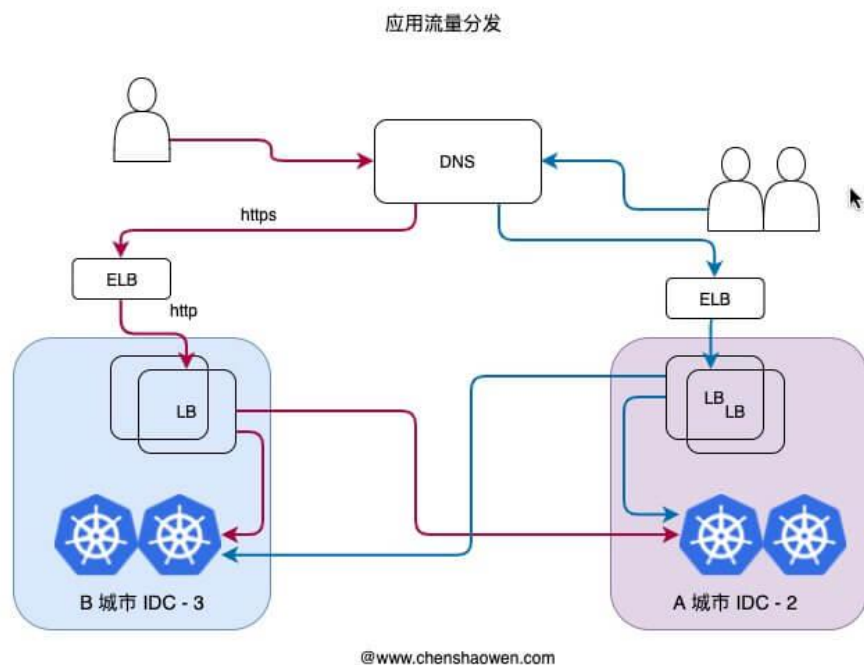 应用流量分发
DNS
https
ELB
ELB
http
LB
LB
LB
B 城市 IDC - 3
A 城市 IDC - 2
@www.chenshaowen.com